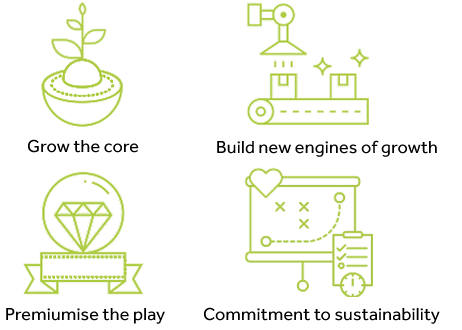 Grow the core
Build new engines of growth
Premiumise the play
Commitment to sustainability